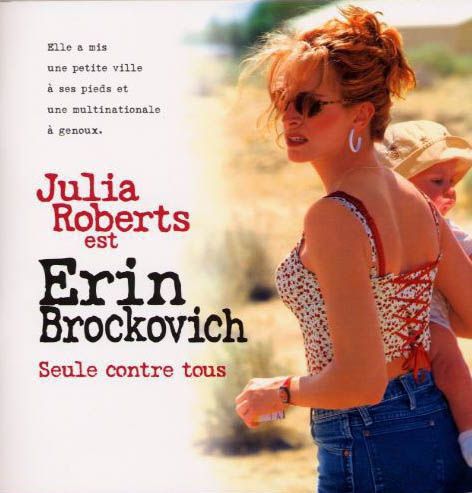 Elle a mis
une petite ville
à ses pieds et
une multinationale
à genoux.
Julia
Roberts
est
Erin
Brockovich
Seule contre tous